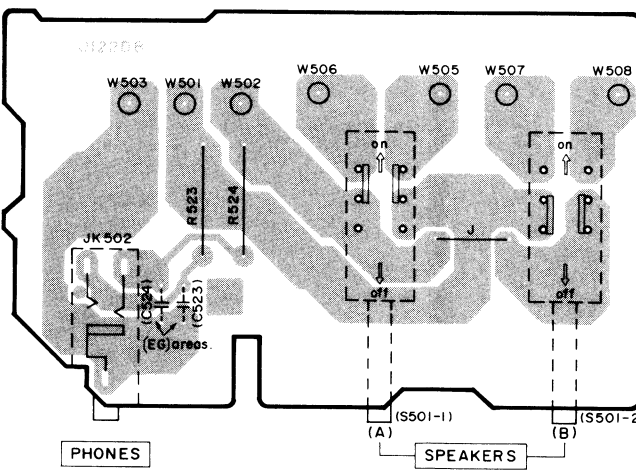 J1220B
W506 W505 W507 W508
W503 W501 W502
on on
R523 R524
J
JK502
off off
(C524) (C523)
(EG)areas.
(S501-1) (S501-2
(A) (B)
PHONES SPEAKERS